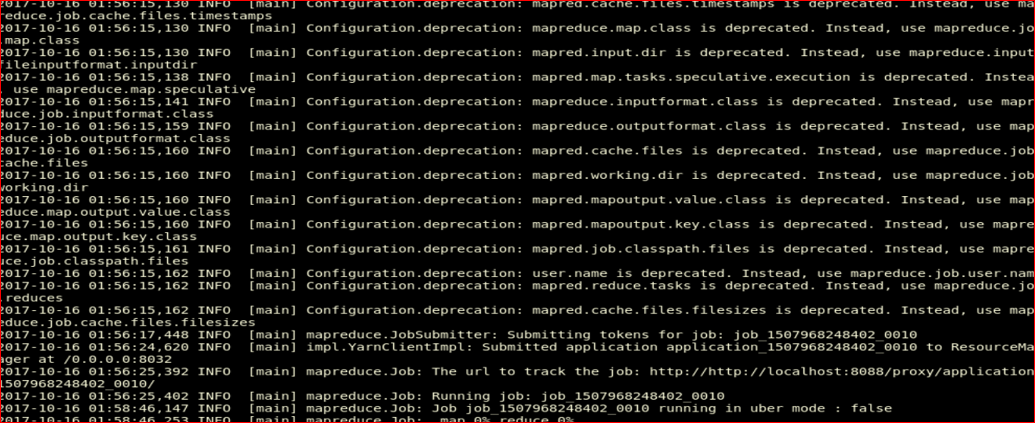 2017-10-16 01:56:15,130 INFO  [main] Configuration.deprecation: mapred.cache.files.timestamps is deprecated. Instead, use ma
reduce.job.cache.files.timestamps
2017-10-16 01:56:15,130 INFO  [main] Configuration.deprecation: mapreduce.map.class is deprecated. Instead, use mapreduce.jo
map.class
2017-10-16 01:56:15,130 INFO  [main] Configuration.deprecation: mapred.input.dir is deprecated. Instead, use mapreduce.input
fileinputformat.inputdir
2017-10-16 01:56:15,138 INFO  [main] Configuration.deprecation: mapred.map.tasks.speculative.execution is deprecated. Instea
 use mapreduce.map.speculative
2017-10-16 01:56:15,141 INFO  [main] Configuration.deprecation: mapreduce.inputformat.class is deprecated. Instead, use mapr
duce.job.inputformat.class
2017-10-16 01:56:15,159 INFO  [main] Configuration.deprecation: mapreduce.outputformat.class is deprecated. Instead, use map
reduce.job.outputformat.class
2017-10-16 01:56:15,160 INFO  [main] Configuration.deprecation: mapred.cache.files is deprecated. Instead, use mapreduce.job
cache.files
2017-10-16 01:56:15,160 INFO  [main] Configuration.deprecation: mapred.working.dir is deprecated. Instead, use mapreduce.job
working.dir
2017-10-16 01:56:15,160 INFO  [main] Configuration.deprecation: mapred.mapoutput.value.class is deprecated. Instead, use map
educe.map.output.value.class
2017-10-16 01:56:15,160 INFO  [main] Configuration.deprecation: mapred.mapoutput.key.class is deprecated. Instead, use mapre
uce.map.output.key.class
2017-10-16 01:56:15,161 INFO  [main] Configuration.deprecation: mapred.job.classpath.files is deprecated. Instead, use mapre
uce.job.classpath.files
2017-10-16 01:56:15,162 INFO  [main] Configuration.deprecation: user.name is deprecated. Instead, use mapreduce.job.user.nam
2017-10-16 01:56:15,162 INFO  [main] Configuration.deprecation: mapred.reduce.tasks is deprecated. Instead, use mapreduce.jo
.reduces
2017-10-16 01:56:15,162 INFO  [main] Configuration.deprecation: mapred.cache.files.filesizes is deprecated. Instead, use map
educe.job.cache.files.filesizes
2017-10-16 01:56:17,448 INFO  [main] mapreduce.JobSubmitter: Submitting tokens for job: job_1507968248402_0010
2017-10-16 01:56:24,620 INFO  [main] impl.YarnClientImpl: Submitted application application_1507968248402_0010 to ResourceMa
ager at /0.0.0.0:8032
2017-10-16 01:56:25,392 INFO  [main] mapreduce.Job: The url to track the job: http://http://localhost:8088/proxy/application
1507968248402_0010/
2017-10-16 01:56:25,402 INFO  [main] mapreduce.Job: Running job: job_1507968248402_0010
2017-10-16 01:58:46,147 INFO  [main] mapreduce.Job: Job job_1507968248402_0010 running in uber mode : false
2017-10-16 01:58:46,253 INFO  [main] mapreduce.Job:  map 0% reduce 0%